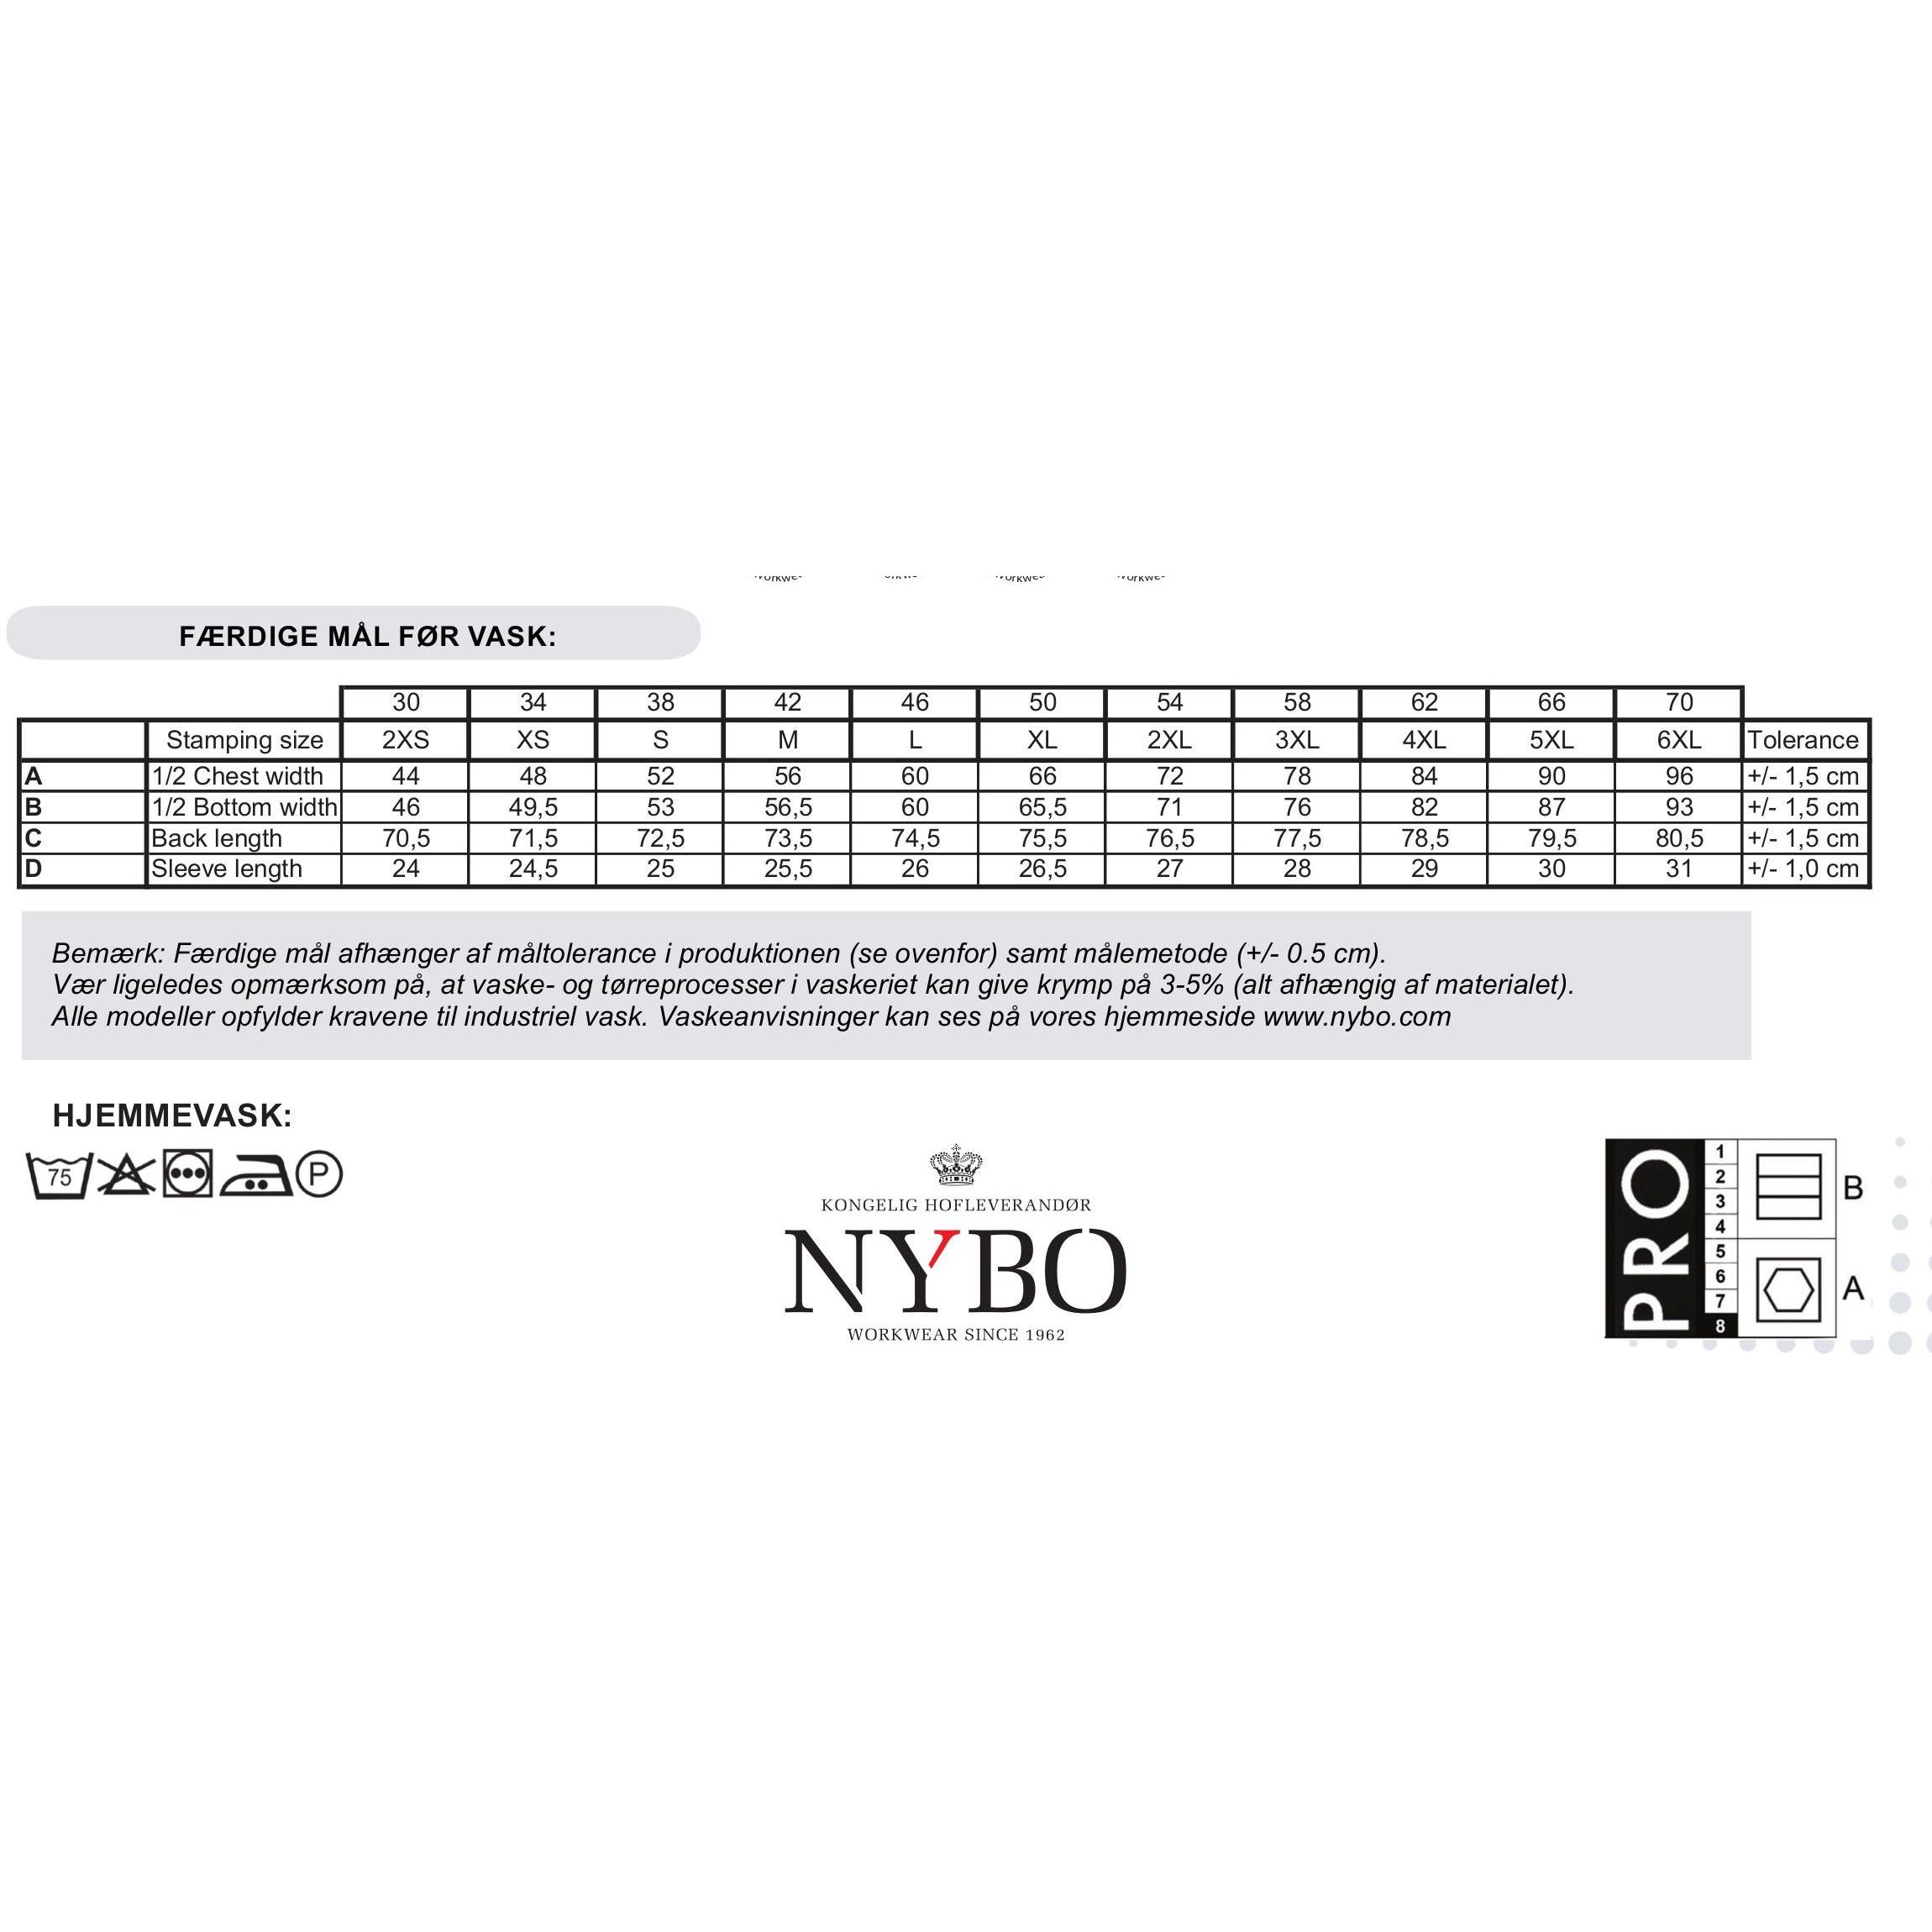 FÆRDIGE MÅL FØR VASK:
30 34 38 42 46 50 54 58 62 66 70
Stamping size 2XS XS S M L XL 2XL 3XL 4XL 5XL 6XL Tolerance
A 1/2 Chest width 44 48 52 56 60 66 72 78 84 90 96 +/- 1,5 cm
B 1/2 Bottom width 46 49,5 53 56,5 60 65,5 71 76 82 87 93 +/- 1,5 cm
C Back length 70,5 71,5 72,5 73,5 74,5 75,5 76,5 77,5 78,5 79,5 80,5 +/- 1,5 cm
D Sleeve length 24 24,5 25 25,5 26 26,5 27 28 29 30 31 +/- 1,0 cm
Bemærk: Færdige mål afhænger af måltolerance i produktionen (se ovenfor) samt målemetode (+/- 0.5 cm).
Vær ligeledes opmærksom på, at vaske- og tørreprocesser i vaskeriet kan give krymp på 3-5% (alt afhængig af materialet).
Alle modeller opfylder kravene til industriel vask. Vaskeanvisninger kan ses på vores hjemmeside www.nybo.com
HJEMMEVASK:
75
P
KONGELIG HOFLEVERANDØR
NYBO
WORKWEAR SINCE 1962
PRO
1
2
3
4
5
6
7
8
B
A